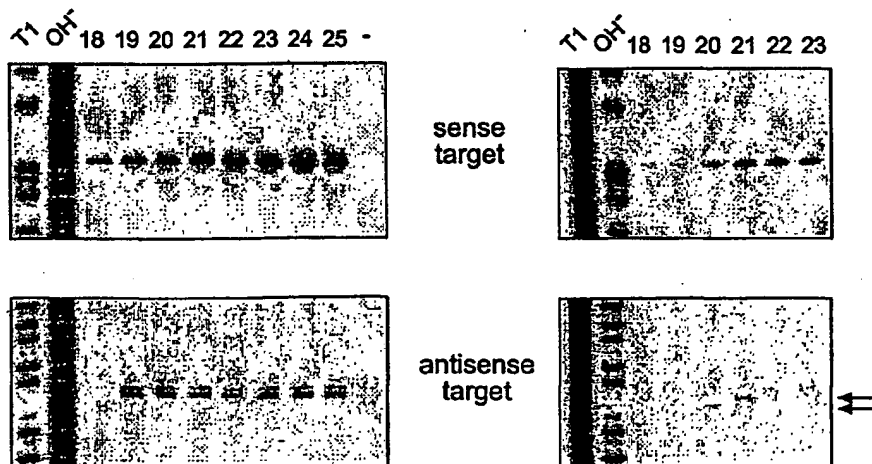 T1 OH- 18 19 20 21 22 23 24 25 -
T1 OH- 18 19 20 21 22 23
sense
target
antisense
target